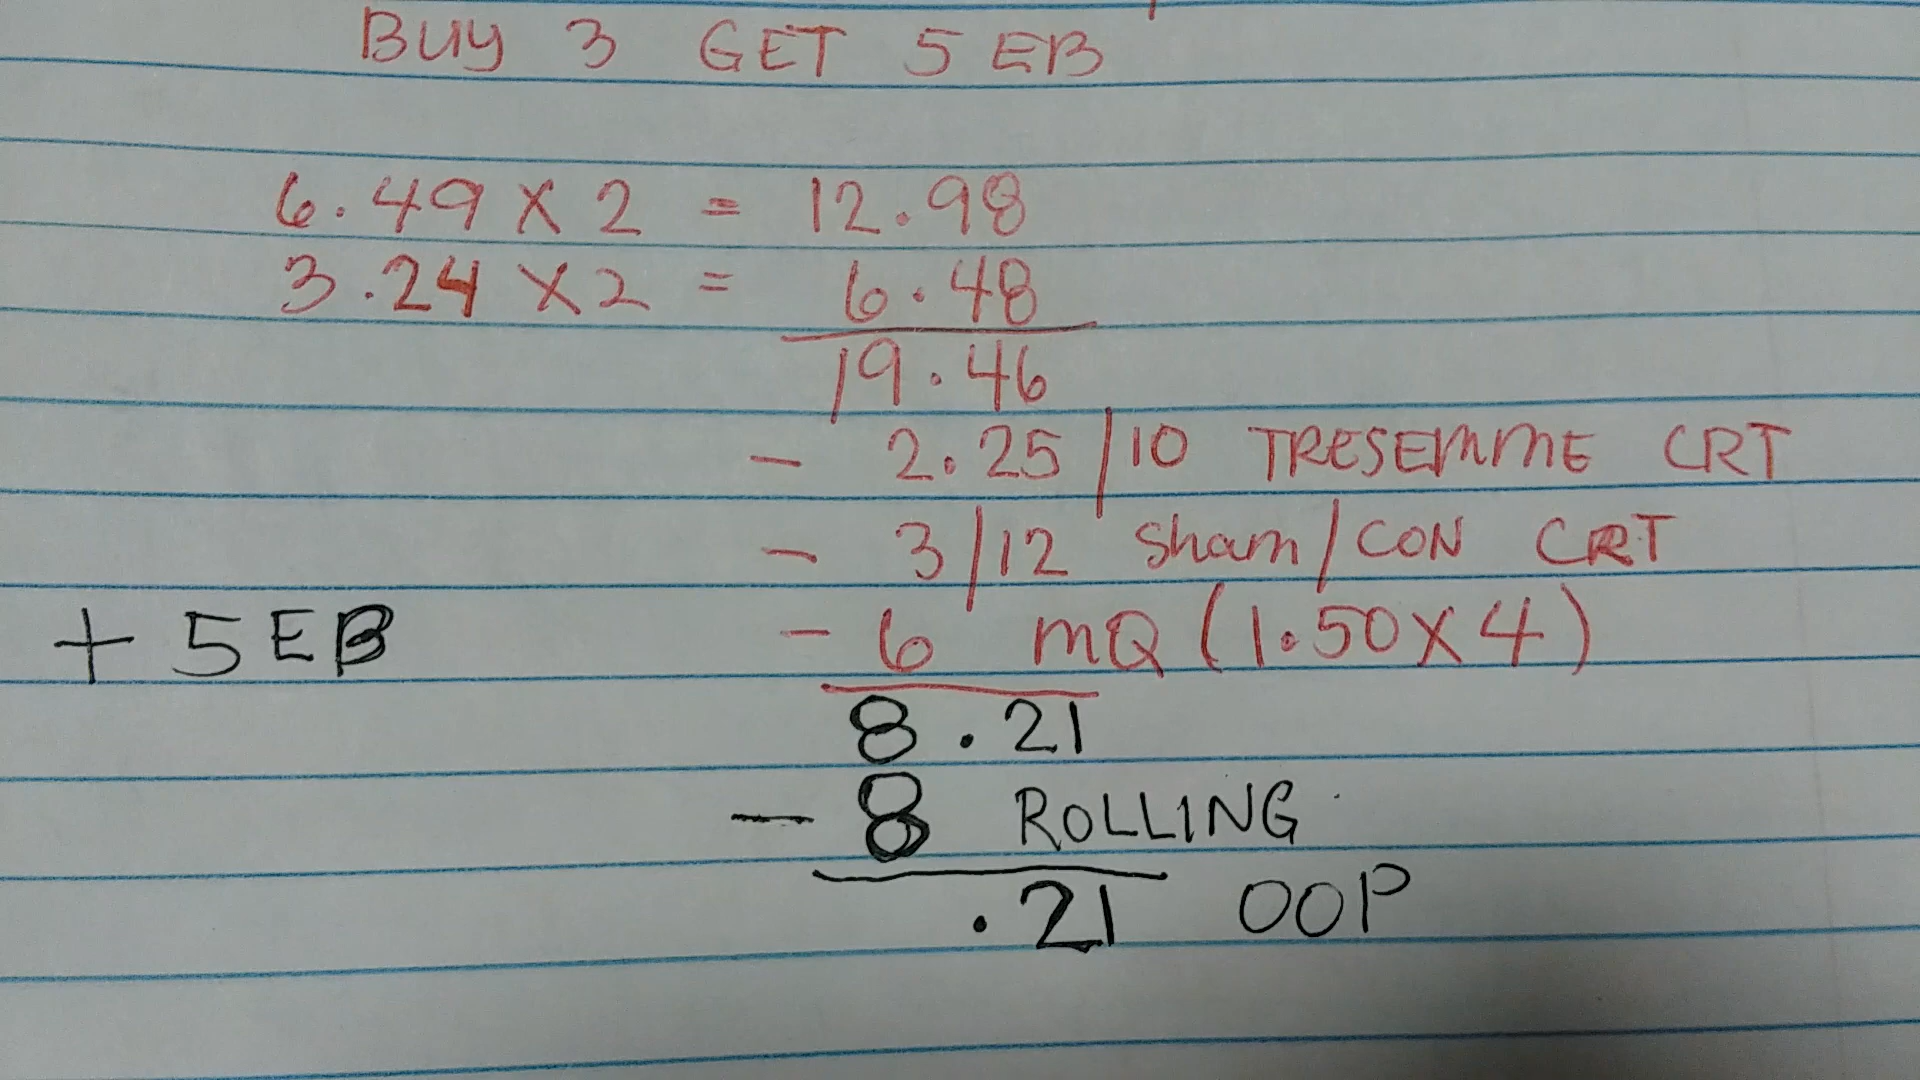 BUY 3 GET 5 EB
6.49 X 2 = 12.98
3.24 X 2 = 6.48
19.46
- 2.25/10 TRESEMME CRT
- 3/12 Sham/CON CRT
+ 5 EB - 6 MQ (1.50 X 4)
8.21
- 8 ROLLING
.21 OOP